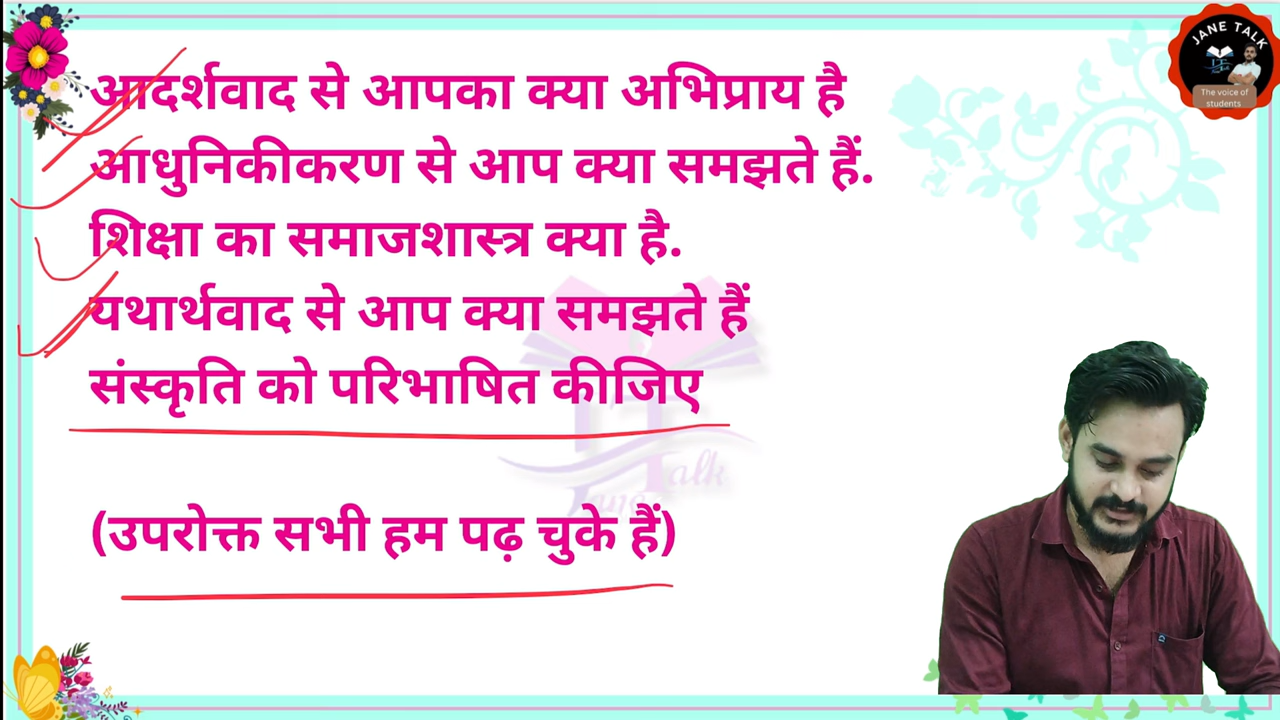 JANE TALK
The voice of
students
आदर्शवाद से आपका क्या अभिप्राय है
आधुनिकीकरण से आप क्या समझते हैं.
शिक्षा का समाजशास्त्र क्या है.
यथार्थवाद से आप क्या समझते हैं
संस्कृति को परिभाषित कीजिए
(उपरोक्त सभी हम पढ़ चुके हैं)